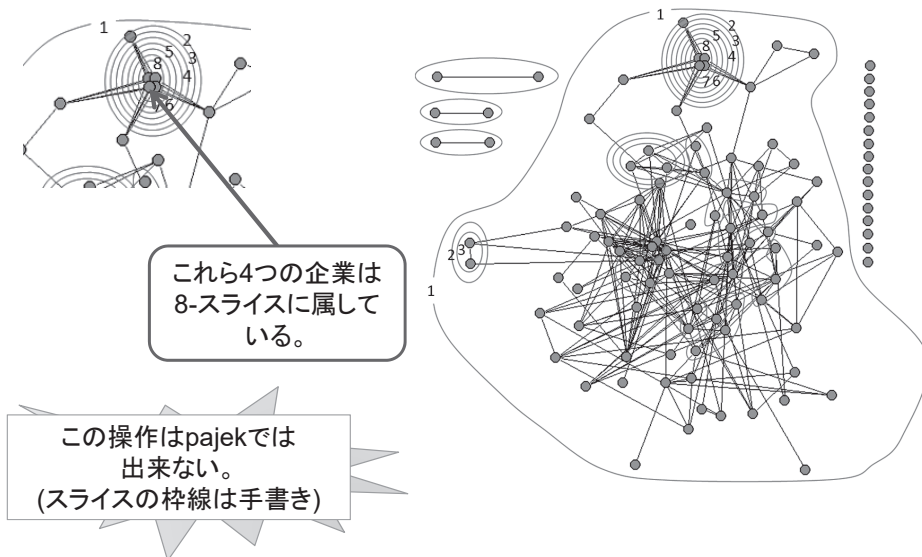 1
2
5
3
8
4
7 6
これら4つの企業は
8-スライスに属して
いる。
この操作はpajekでは
出来ない。
(スライスの枠線は手書き)
1
2
5
3
8
4
7 6
3
2
1